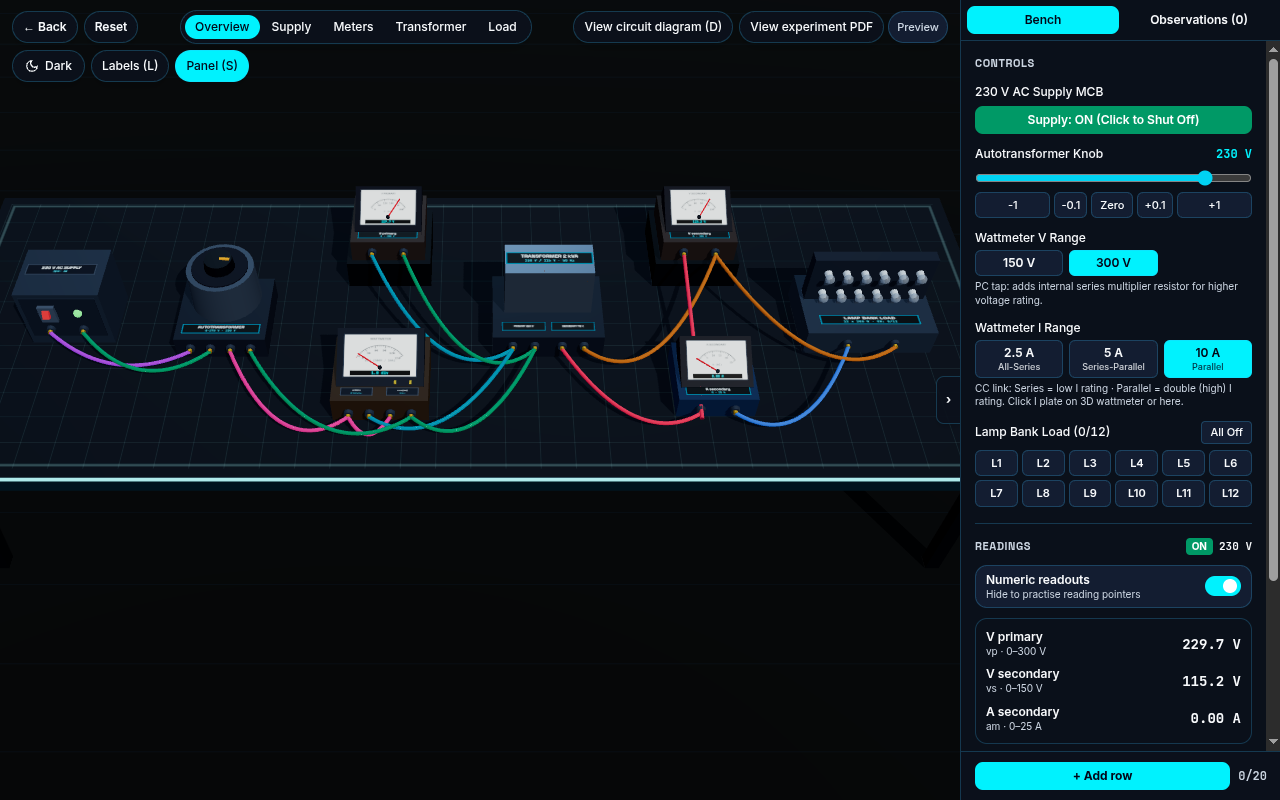 ← Back
Reset
Overview
Supply
Meters
Transformer
Load
View circuit diagram (D)
View experiment PDF
Preview
Dark
Labels (L)
Panel (S)
230 V AC SUPPLY
AUTOTRANSFORMER
V secondary
TRANSFORMER 2 kVA
LAMP BANK LOAD
V secondary
›
Bench
Observations (0)
CONTROLS
230 V AC Supply MCB
Supply: ON (Click to Shut Off)
Autotransformer Knob
230 V
-1
-0.1
Zero
+0.1
+1
Wattmeter V Range
150 V
300 V
PC tap: adds internal series multiplier resistor for higher
voltage rating.
Wattmeter I Range
2.5 A
All-Series
5 A
Series-Parallel
10 A
Parallel
CC link: Series = low I rating · Parallel = double (high) I
rating. Click I plate on 3D wattmeter or here.
Lamp Bank Load (0/12)
All Off
L1
L2
L3
L4
L5
L6
L7
L8
L9
L10
L11
L12
READINGS
ON
230 V
Numeric readouts
Hide to practise reading pointers
V primary
vp · 0–300 V
229.7 V
V secondary
vs · 0–150 V
115.2 V
A secondary
am · 0–25 A
0.00 A
+ Add row
0/20